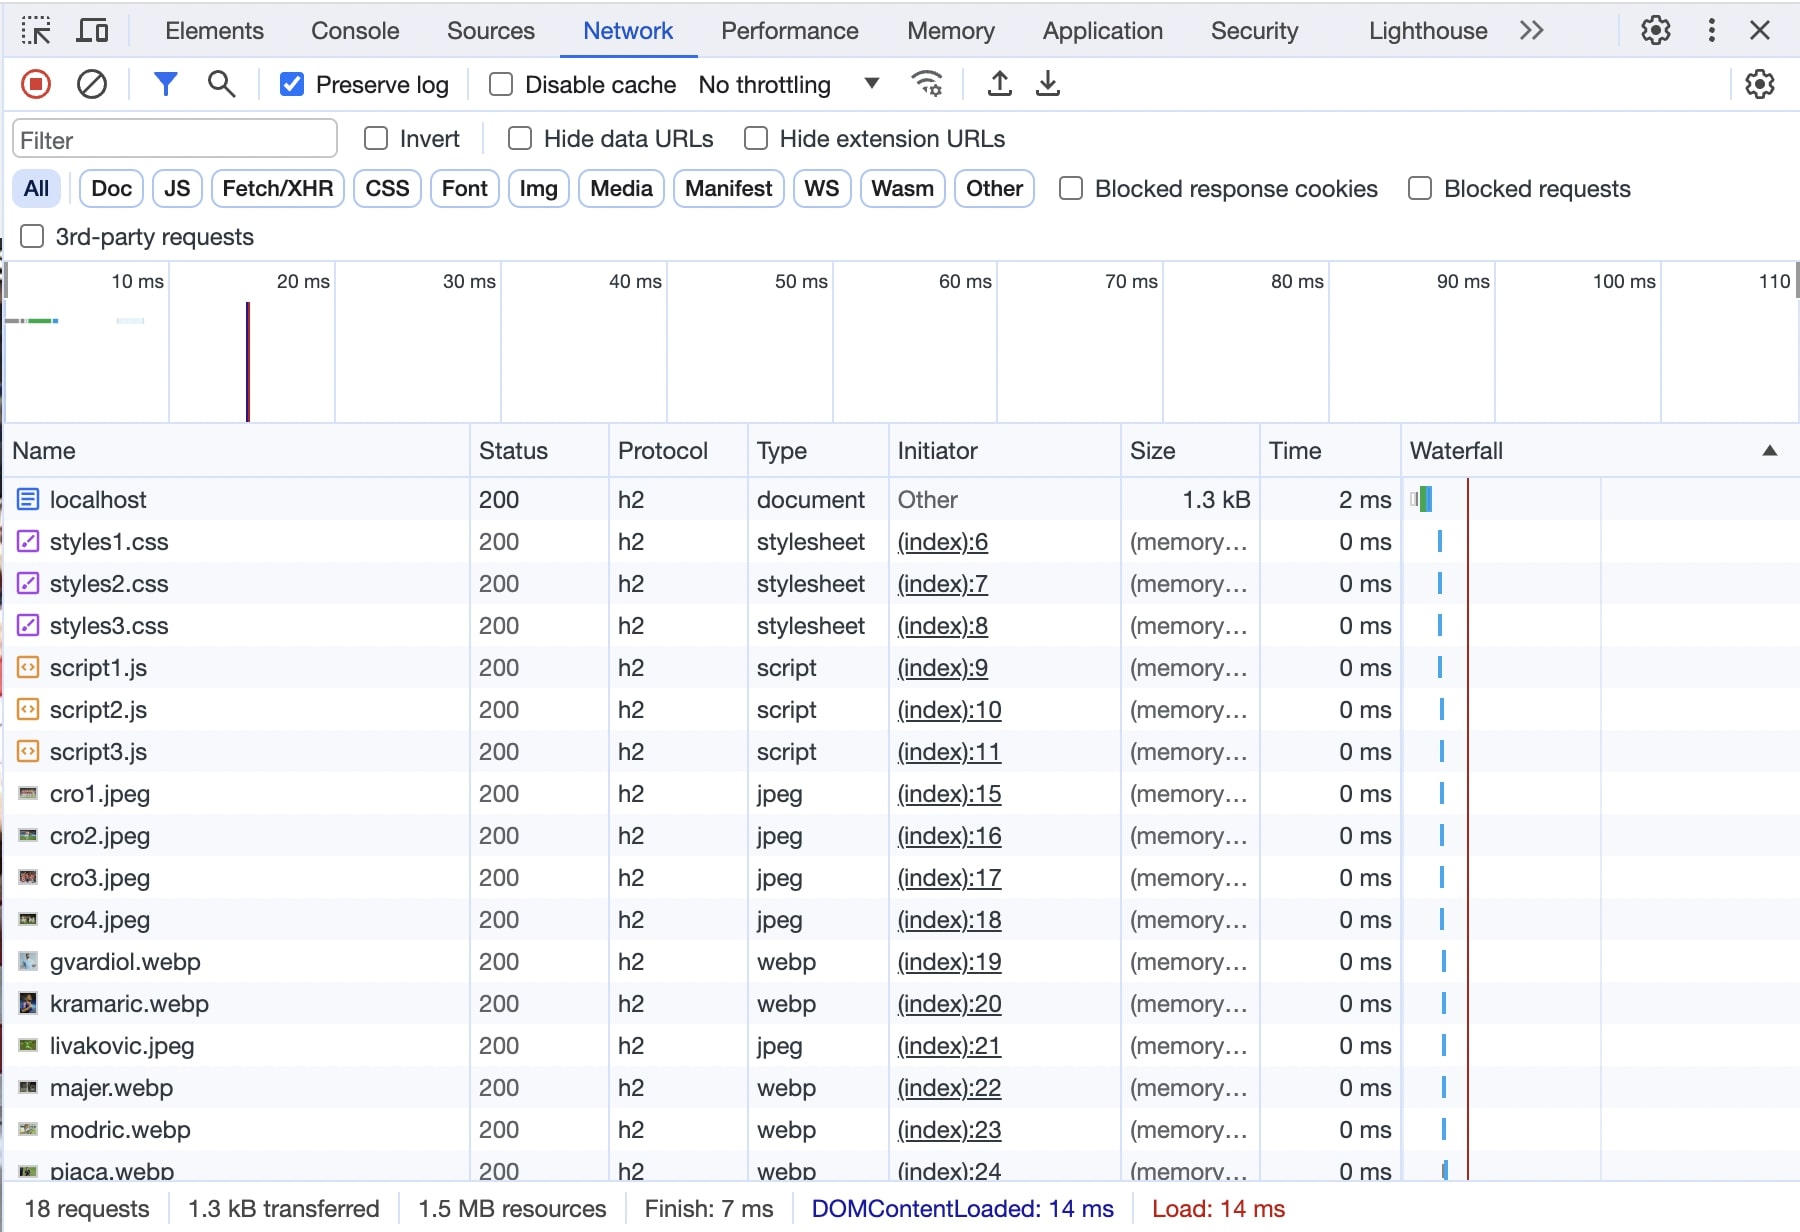 Elements Console Sources Network Performance Memory Application Security Lighthouse
Preserve log Disable cache No throttling
Filter Invert Hide data URLs Hide extension URLs
All Doc JS Fetch/XHR CSS Font Img Media Manifest WS Wasm Other Blocked response cookies Blocked requests
3rd-party requests
10 ms 20 ms 30 ms 40 ms 50 ms 60 ms 70 ms 80 ms 90 ms 100 ms 110
Name Status Protocol Type Initiator Size Time Waterfall
localhost 200 h2 document Other 1.3 kB 2 ms
styles1.css 200 h2 stylesheet (index):6 (memory... 0 ms
styles2.css 200 h2 stylesheet (index):7 (memory... 0 ms
styles3.css 200 h2 stylesheet (index):8 (memory... 0 ms
script1.js 200 h2 script (index):9 (memory... 0 ms
script2.js 200 h2 script (index):10 (memory... 0 ms
script3.js 200 h2 script (index):11 (memory... 0 ms
cro1.jpeg 200 h2 jpeg (index):15 (memory... 0 ms
cro2.jpeg 200 h2 jpeg (index):16 (memory... 0 ms
cro3.jpeg 200 h2 jpeg (index):17 (memory... 0 ms
cro4.jpeg 200 h2 jpeg (index):18 (memory... 0 ms
gvardiol.webp 200 h2 webp (index):19 (memory... 0 ms
kramaric.webp 200 h2 webp (index):20 (memory... 0 ms
livakovic.jpeg 200 h2 jpeg (index):21 (memory... 0 ms
majer.webp 200 h2 webp (index):22 (memory... 0 ms
modric.webp 200 h2 webp (index):23 (memory... 0 ms
pjaca.webp 200 h2 webp (index):24 (memory... 0 ms
18 requests 1.3 kB transferred 1.5 MB resources Finish: 7 ms DOMContentLoaded: 14 ms Load: 14 ms